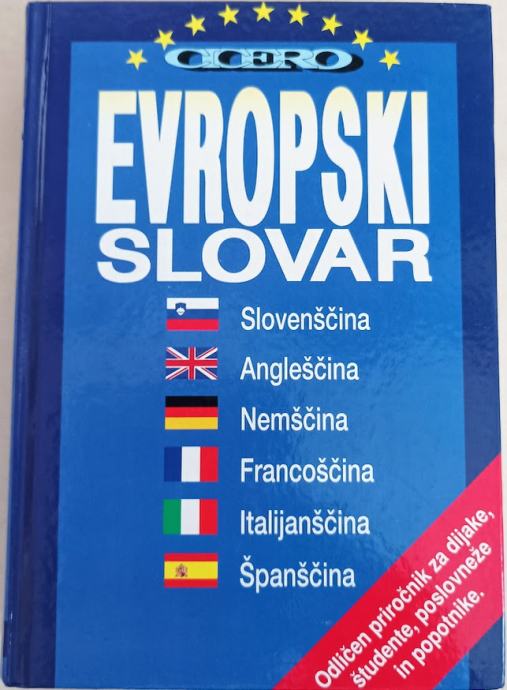 CICERO
EVROPSKI
SLOVAR
Slovenščina
Angleščina
Nemščina
Francoščina
Italijanščina
Španščina
Odličen priročnik za dijake,
študente, poslovneže
in popotnike.